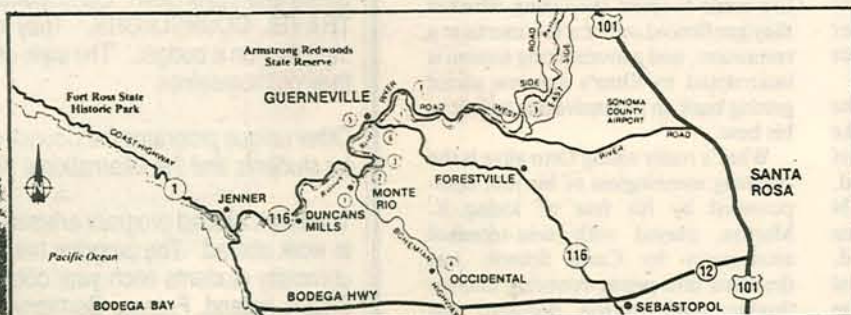 101
Armstrong Redwoods
State Reserve
Fort Ross State
Historic Park
GUERNEVILLE
RIVER
ROAD
WEST
SIDE
ROAD
EAST
SIDE
SONOMA
COUNTY
AIRPORT
RIVER
ROAD
COAST HIGHWAY
1
JENNER
116
DUNCANS
MILLS
MONTE
RIO
FORESTVILLE
SANTA
ROSA
Pacific Ocean
BOHEMIAN
HIGHWAY
OCCIDENTAL
116
12
101
BODEGA BAY
BODEGA HWY
SEBASTOPOL